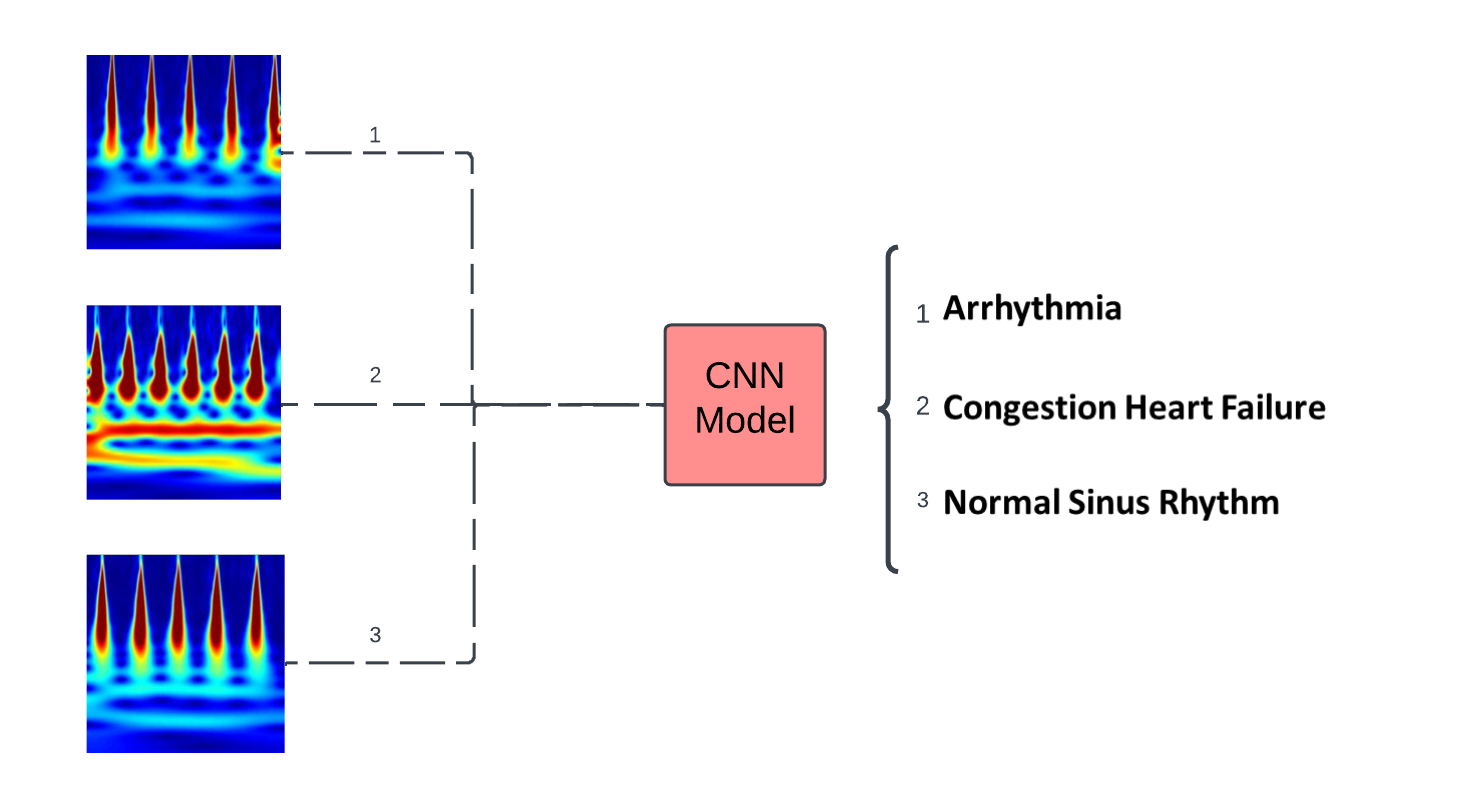 1
2
3
CNN
Model
1 Arrhythmia
2 Congestion Heart Failure
3 Normal Sinus Rhythm